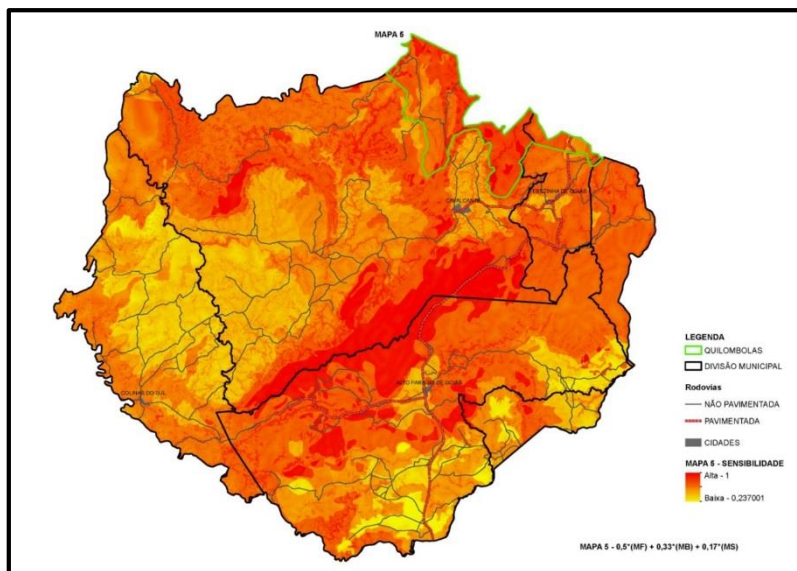 MAPA 5
CAVALCANTE
TEREZINHA DE GOIÁS
ALTO PARAÍSO DE GOIÁS
COLINAS DO SUL
LEGENDA
QUILOMBOLAS
DIVISÃO MUNICIPAL
Rodovias
NÃO PAVIMENTADA
PAVIMENTADA
CIDADES
MAPA 5 - SENSIBILIDADE
Alta - 1
Baixa - 0,237001
MAPA 5 - 0,5*(MF) + 0,33*(MB) + 0,17*(MS)